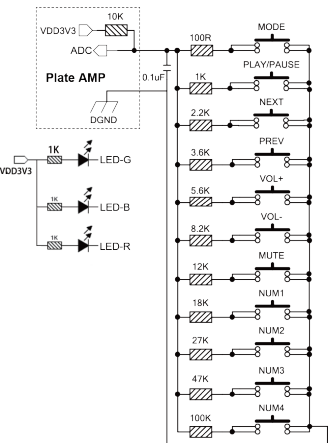 10K
VDD3V3
ADC
Plate AMP
0.1uF
DGND
VDD3V3
1K
LED-G
1K
LED-B
1K
LED-R
100R
MODE
1K
PLAY/PAUSE
2.2K
NEXT
3.6K
PREV
5.6K
VOL+
8.2K
VOL-
12K
MUTE
18K
NUM1
27K
NUM2
47K
NUM3
100K
NUM4